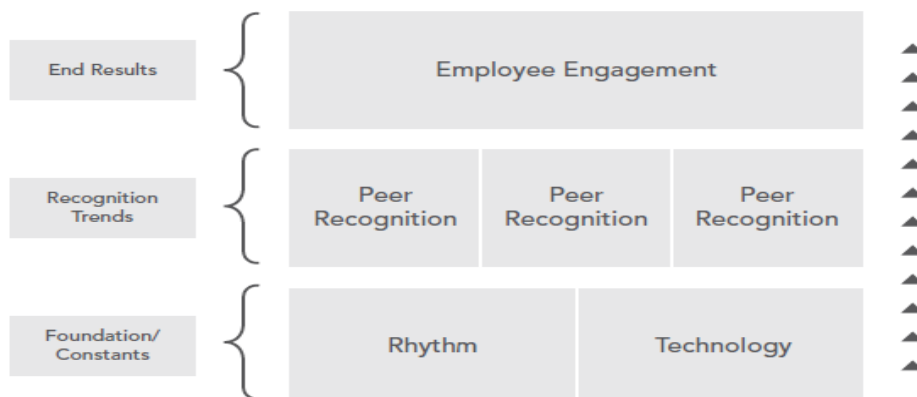 End Results
Employee Engagement
Recognition
Trends
Peer
Recognition
Peer
Recognition
Peer
Recognition
Foundation/
Constants
Rhythm
Technology